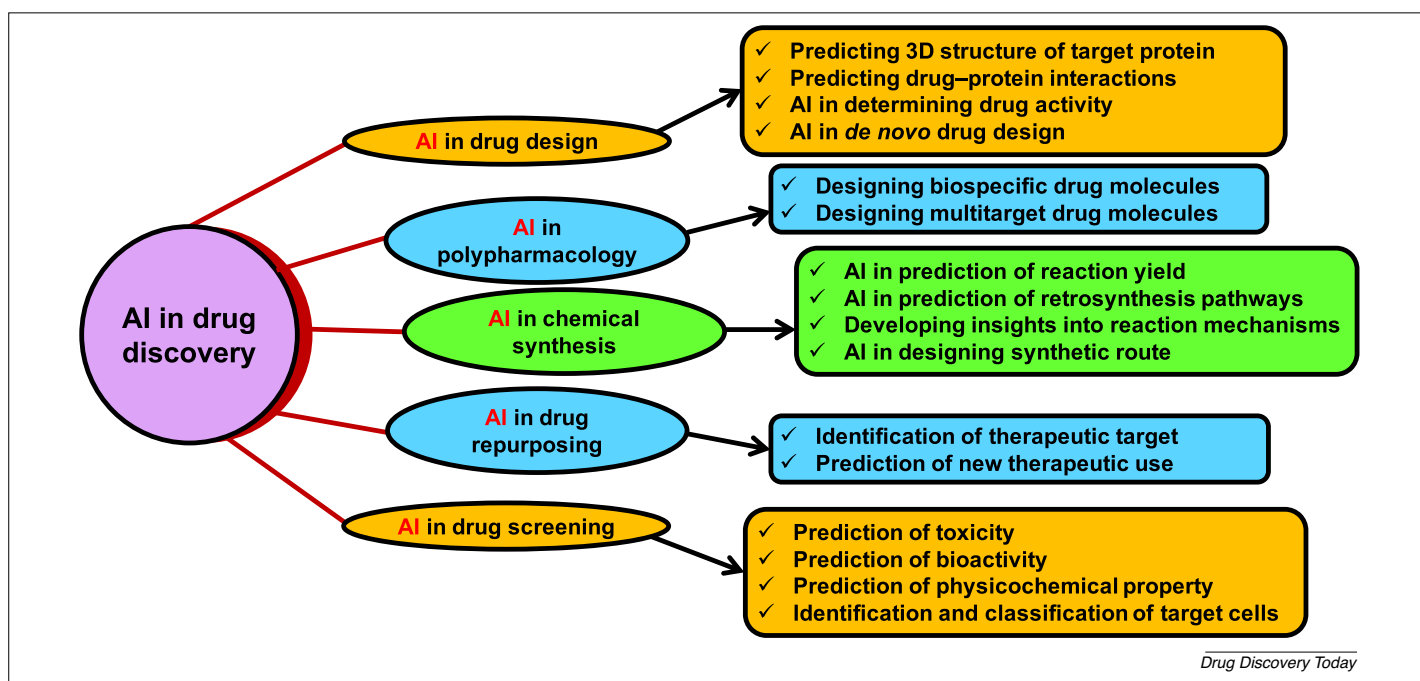 AI in drug
discovery
AI in drug design
✓ Predicting 3D structure of target protein
✓ Predicting drug–protein interactions
✓ AI in determining drug activity
✓ AI in de novo drug design
AI in
polypharmacology
✓ Designing biospecific drug molecules
✓ Designing multitarget drug molecules
AI in chemical
synthesis
✓ AI in prediction of reaction yield
✓ AI in prediction of retrosynthesis pathways
✓ Developing insights into reaction mechanisms
✓ AI in designing synthetic route
AI in drug
repurposing
✓ Identification of therapeutic target
✓ Prediction of new therapeutic use
AI in drug screening
✓ Prediction of toxicity
✓ Prediction of bioactivity
✓ Prediction of physicochemical property
✓ Identification and classification of target cells
Drug Discovery Today